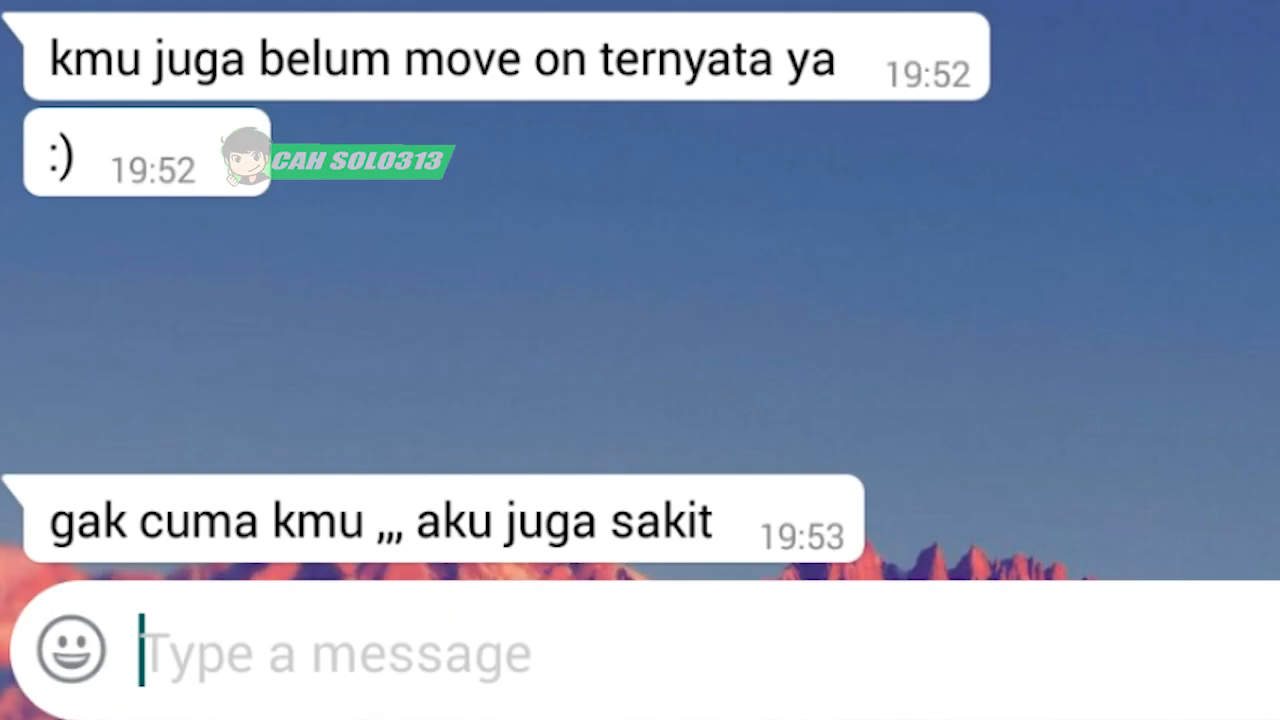 kmu juga belum move on ternyata ya 19:52
:) 19:52
CAH SOLO313
gak cuma kmu ,,, aku juga sakit 19:53
Type a message